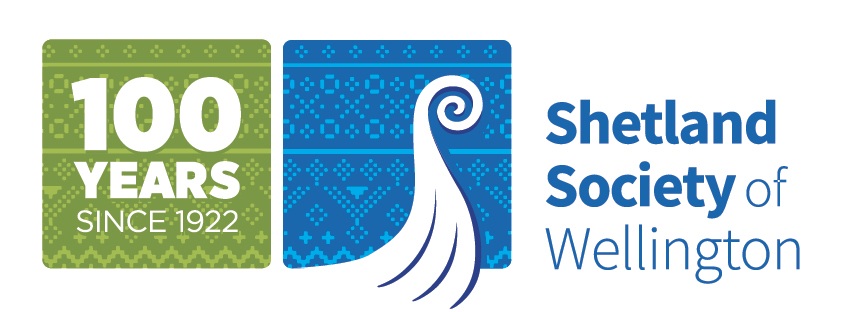 100
YEARS
SINCE 1922
Shetland
Society of
Wellington